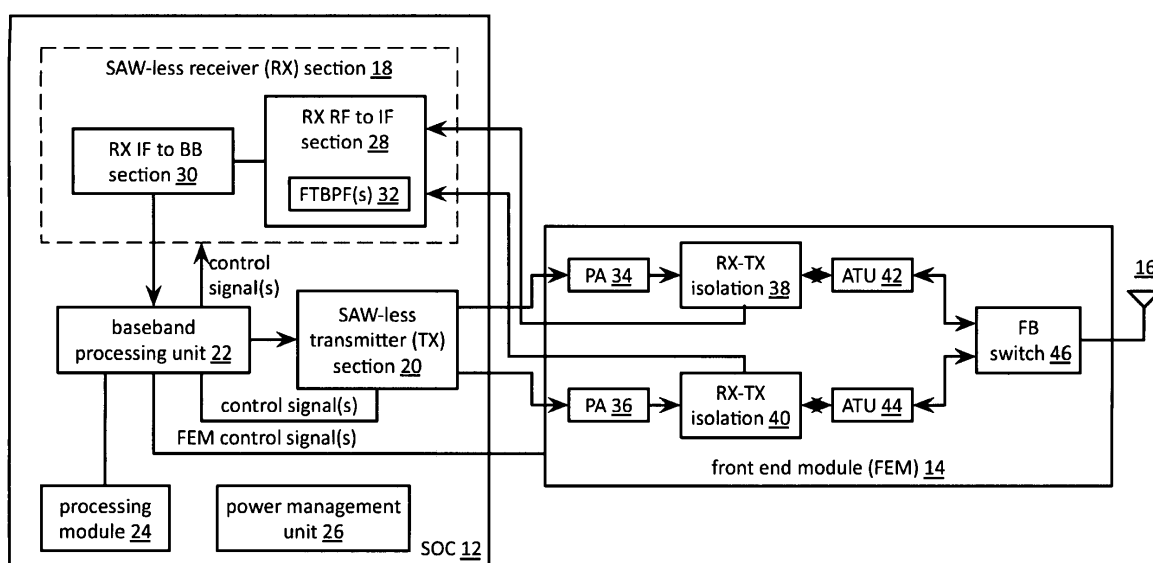 SAW-less receiver (RX) section 18
RX RF to IF
section
28
FTBPF(s) 32
RX IF to BB
section 30
control
signal(s)
baseband
processing unit 22
SAW-less
transmitter (TX)
section 20
control signal(s)
FEM control signal(s)
processing
module 24
power management
unit 26
SOC 12
PA 34
RX-TX
isolation 38
ATU 42
PA 36
RX-TX
isolation 40
ATU 44
FB
switch 46
16
front end module (FEM) 14